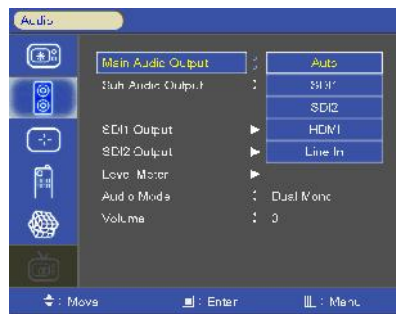 Audio
Main Audio Output : Auto
Sub Audio Output : SDI1
SDI2
SDI1 Output HDMI
SDI2 Output Line In
Level Meter
Audio Mode : Dual Mono
Volume : 0
: Move : Enter : Menu